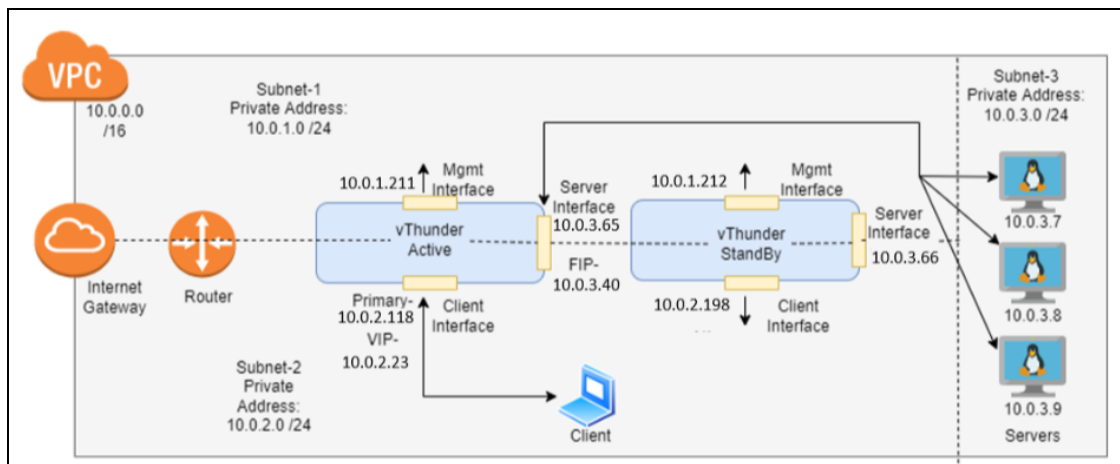 VPC
10.0.0.0
/16
Subnet-1
Private Address:
10.0.1.0 /24
Subnet-3
Private Address:
10.0.3.0 /24
10.0.1.211
Mgmt
Interface
vThunder
Active
Server
Interface
10.0.3.65
FIP-
10.0.3.40
10.0.1.212
Mgmt
Interface
vThunder
StandBy
Server
Interface
10.0.3.66
10.0.3.7
10.0.3.8
10.0.3.9
Servers
Internet
Gateway
Router
Primary-
10.0.2.118
VIP-
10.0.2.23
Client
Interface
10.0.2.198
Client
Interface
Subnet-2
Private
Address:
10.0.2.0 /24
Client